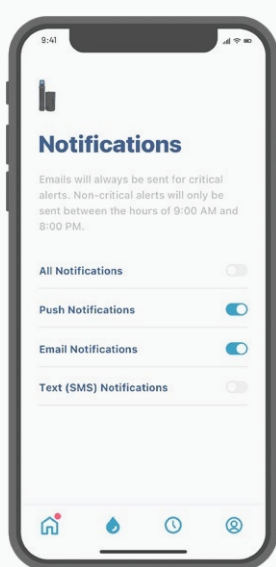 9:41
Notifications
Emails will always be sent for critical
alerts. Non-critical alerts will only be
sent between the hours of 9:00 AM and
8:00 PM.
All Notifications
Push Notifications
Email Notifications
Text (SMS) Notifications